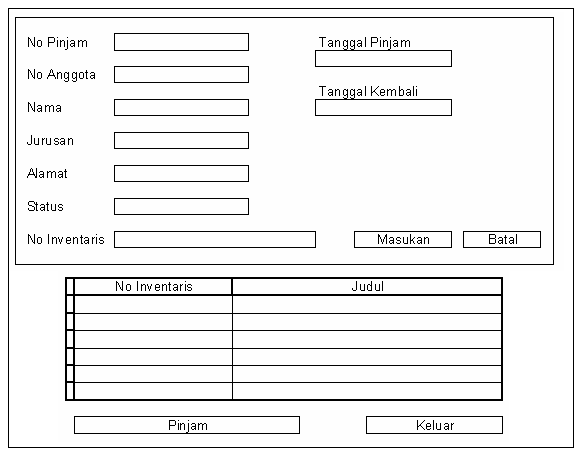 No Pinjam
Tanggal Pinjam
No Anggota
Tanggal Kembali
Nama
Jurusan
Alamat
Status
No Inventaris
Masukan
Batal
No Inventaris
Judul
Pinjam
Keluar